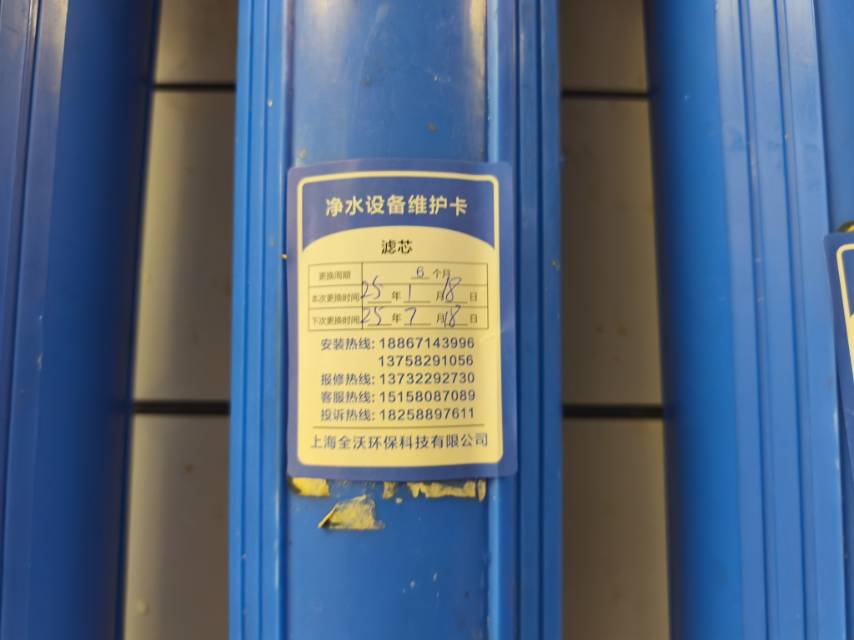 净水设备维护卡
滤芯
更换周期 6 个月
本次更换时间 25 年 1 月 18 日
下次更换时间 25 年 7 月 18 日
安装热线: 18867143996
13758291056
报修热线: 13732292730
客服热线: 15158087089
投诉热线: 18258897611
上海全沃环保科技有限公司